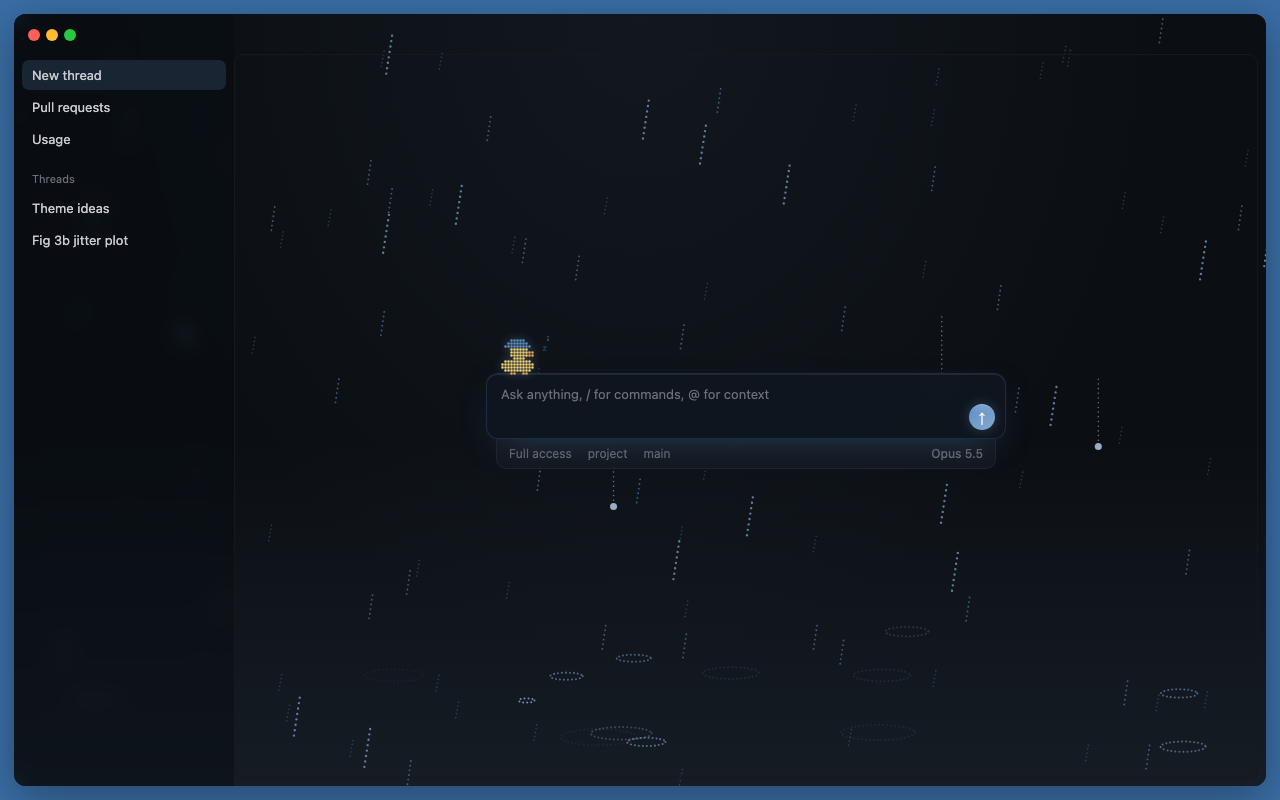 New thread
Pull requests
Usage
Threads
Theme ideas
Fig 3b jitter plot
z
z
Ask anything, / for commands, @ for context
Full access project main Opus 5.5